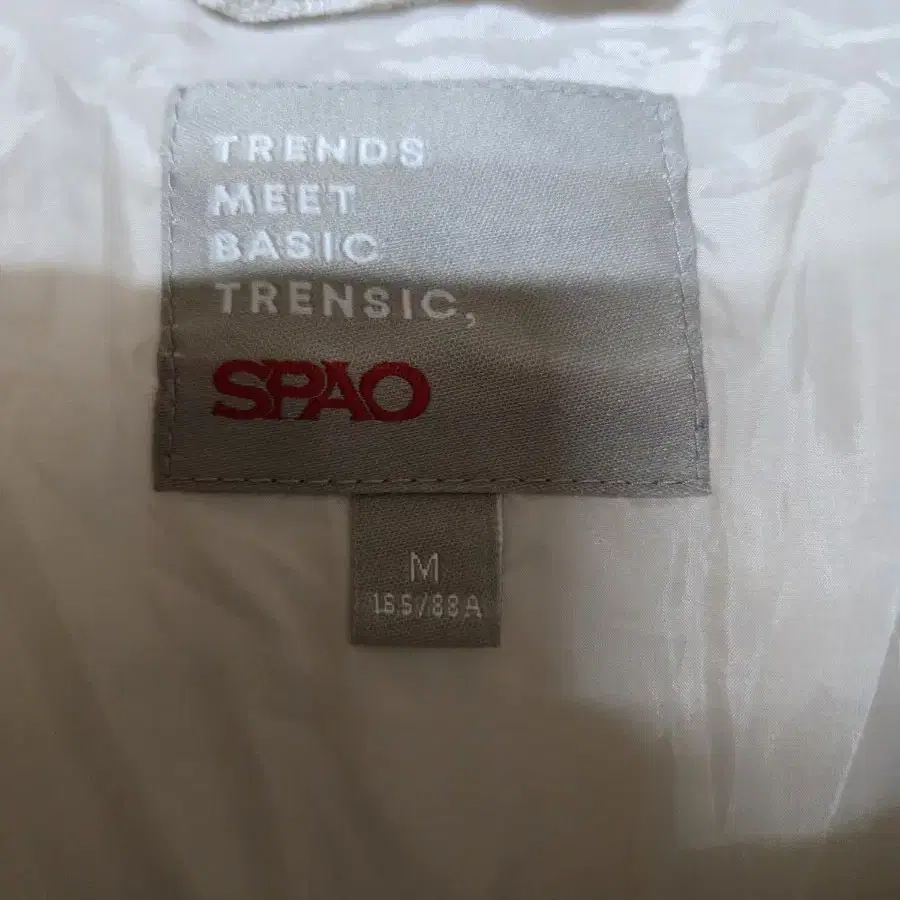 TRENDS
MEET
BASIC
TRENSIC,
SPAO
M
165/88A